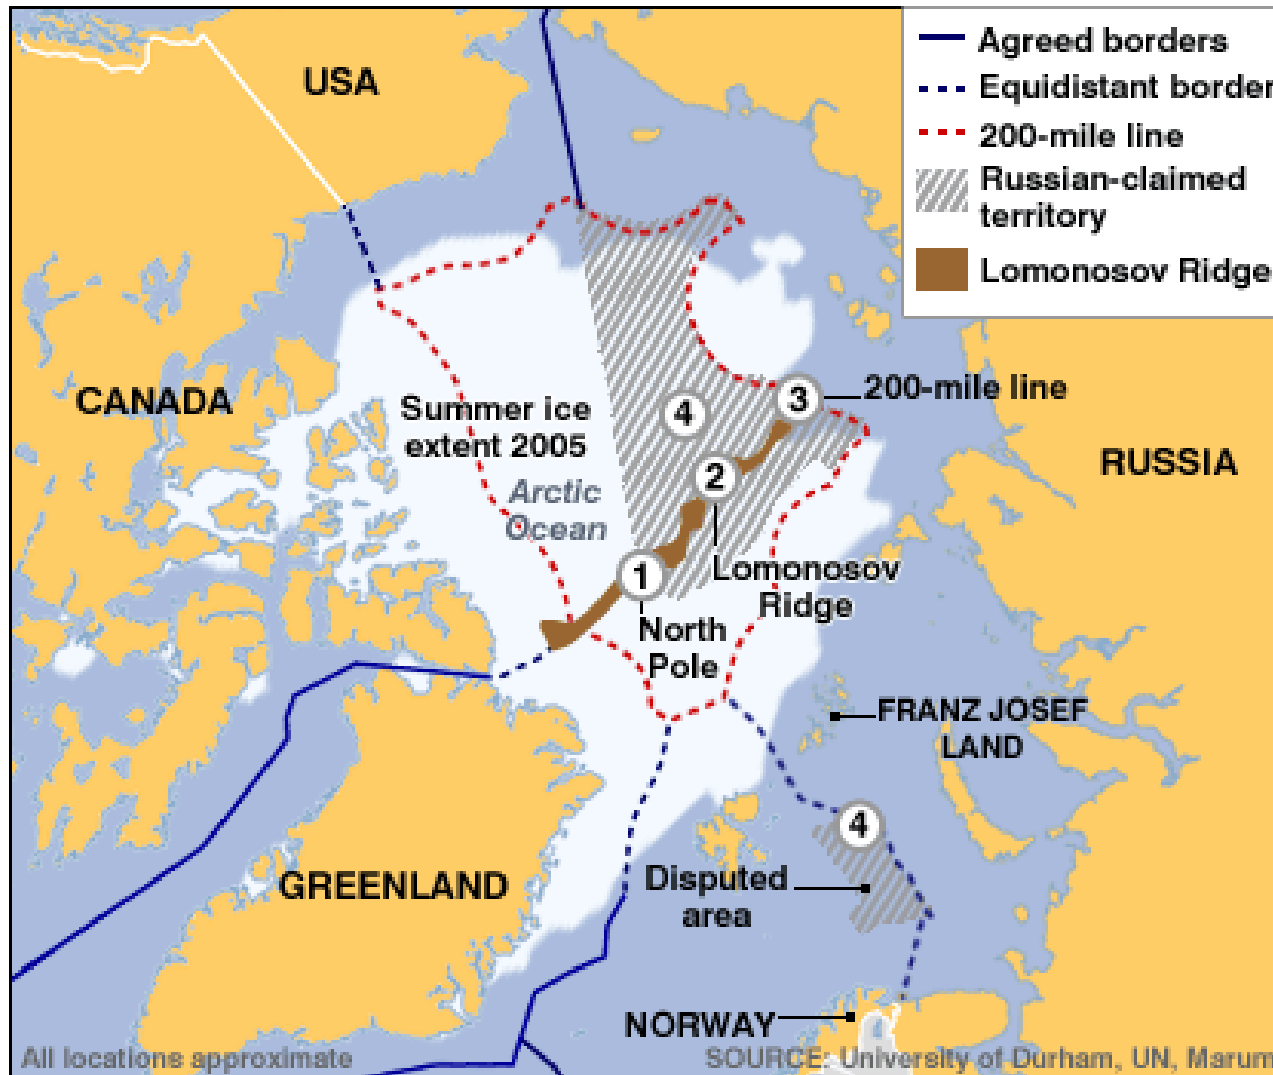 USA
Agreed borders
Equidistant border
200-mile line
Russian-claimed
territory
Lomonosov Ridge
CANADA
Summer ice
extent 2005
Arctic
Ocean
4
3
200-mile line
2
RUSSIA
1
Lomonosov
Ridge
North
Pole
FRANZ JOSEF
LAND
4
GREENLAND
Disputed
area
NORWAY
All locations approximate
SOURCE: University of Durham, UN, Marum